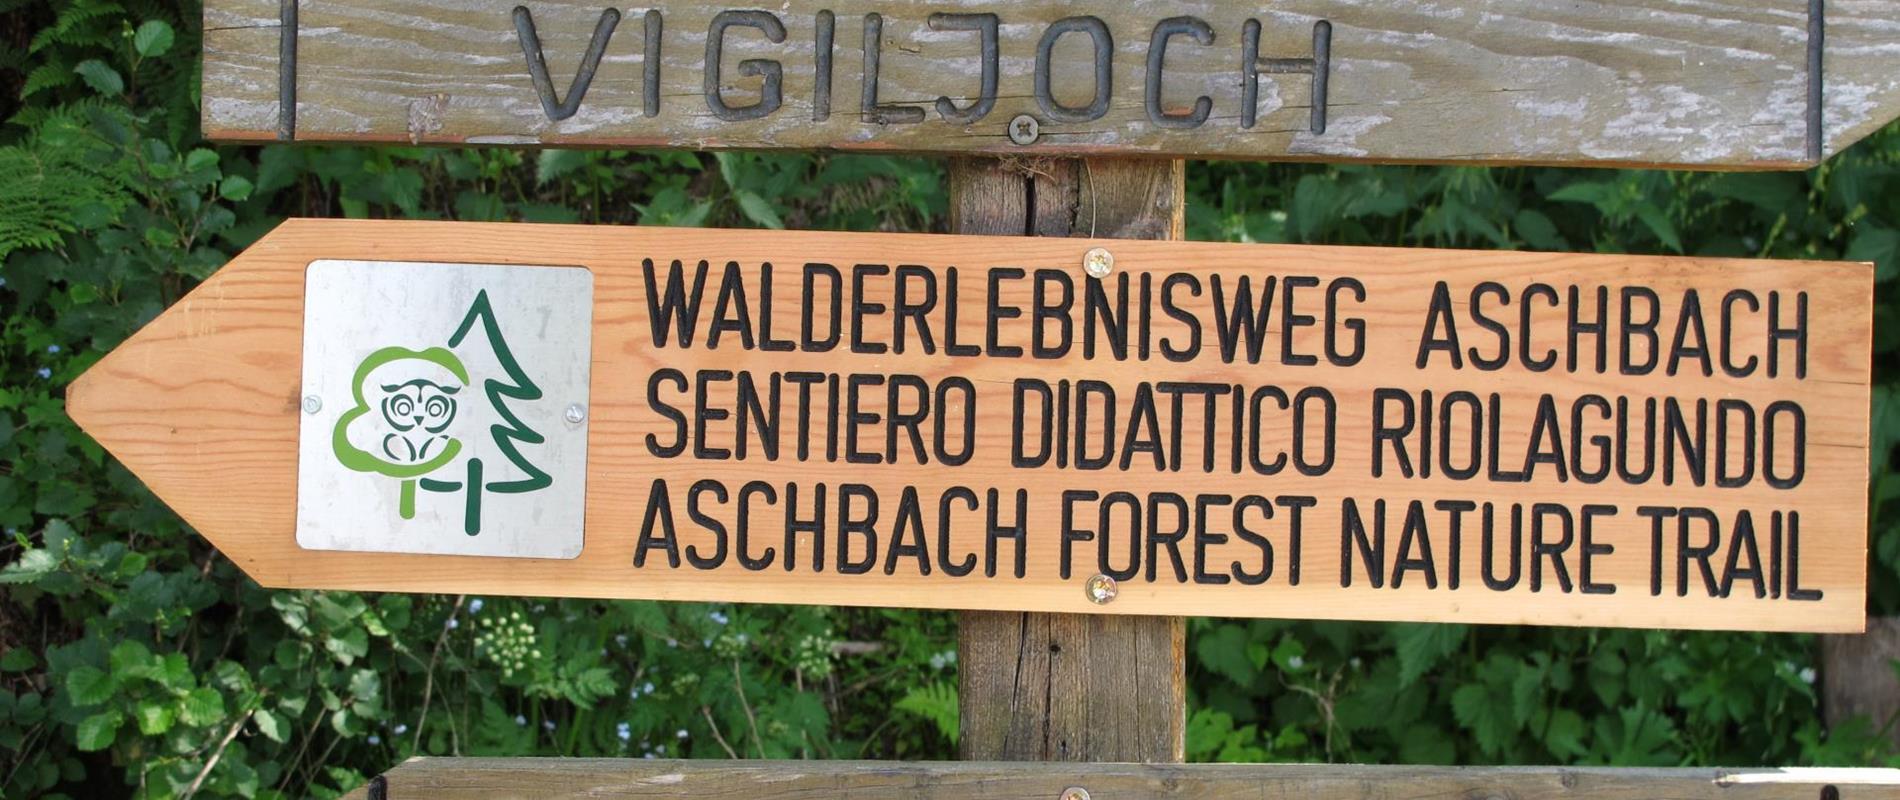 VIGILJOCH
WALDERLEBNISWEG ASCHBACH
SENTIERO DIDATTICO RIOLAGUNDO
ASCHBACH FOREST NATURE TRAIL